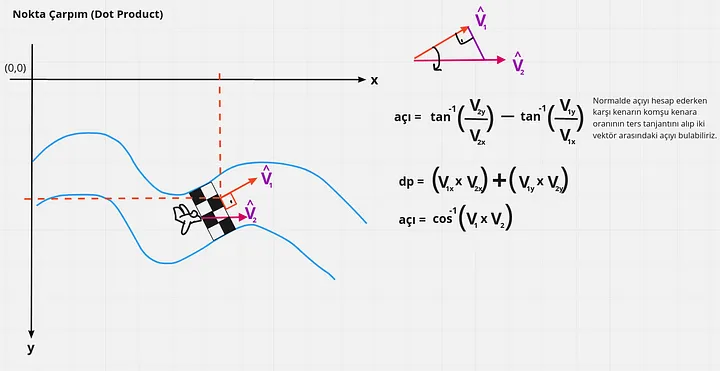 Nokta Çarpım (Dot Product)
(0,0)
x
y
V̂₁
V̂₂
V̂₁
V̂₂
açı = tan⁻¹(V₂y/V₂x) — tan⁻¹(V₁y/V₁x)
Normalde açıyı hesap ederken
karşı kenarın komşu kenara
oranının ters tanjantını alıp iki
vektör arasındaki açıyı bulabiliriz.
dp = (V₁x x V₂x) + (V₁y x V₂y)
açı = cos⁻¹(V₁ x V₂)